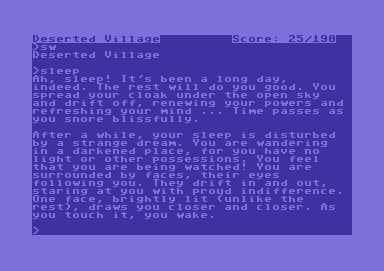 Deserted Village Score: 25/190
>sw
Deserted Village
>sleep
Ah, sleep! It's been a long day,
indeed. The rest will do you good. You
spread your cloak under the open sky
and drift off, renewing your powers and
refreshing your mind ... Time passes as
you snore blissfully.
After a while, your sleep is disturbed
by a strange dream. You are wandering
in a darkened place, for you have no
light or other possessions. You feel
that you are being watched! You are
surrounded by faces, their eyes
following you. They drift in and out,
staring at you with proud indifference.
One face, brightly lit (unlike the
rest), draws you closer and closer. As
you touch it, you wake.
>